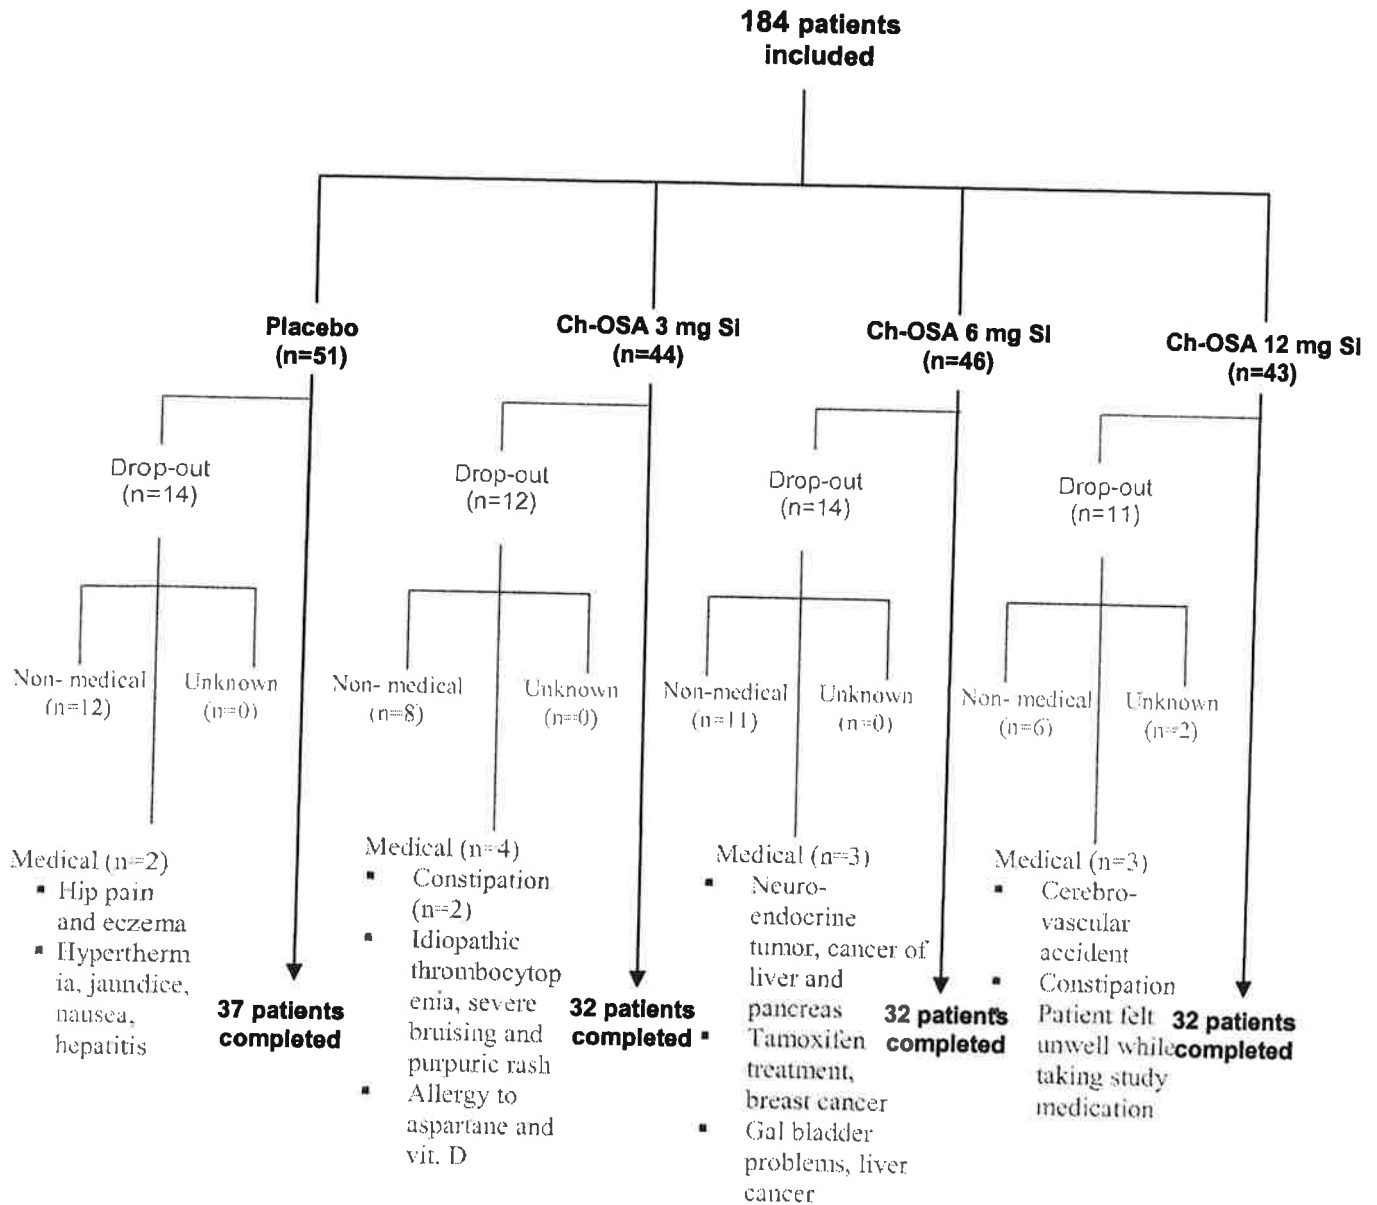 184 patients
included
Placebo
(n=51)
Ch-OSA 3 mg Si
(n=44)
Ch-OSA 6 mg Si
(n=46)
Ch-OSA 12 mg Si
(n=43)
Drop-out
(n=14)
Drop-out
(n=12)
Drop-out
(n=14)
Drop-out
(n=11)
Non- medical
(n=12)
Unknown
(n=0)
Non- medical
(n=8)
Unknown
(n=0)
Non-medical
(n=11)
Unknown
(n=0)
Non- medical
(n=6)
Unknown
(n=2)
Medical (n=2)
▪ Hip pain
and eczema
▪ Hypertherm
ia, jaundice,
nausea,
hepatitis
37 patients
completed
Medical (n=4)
▪ Constipation
(n=2)
▪ Idiopathic
thrombocytop
enia, severe
bruising and
purpuric rash
▪ Allergy to
aspartane and
vit. D
32 patients
completed
Medical (n=3)
▪ Neuro-
endocrine
tumor, cancer of
liver and
pancreas
▪ Tamoxifen
treatment,
breast cancer
▪ Gal bladder
problems, liver
cancer
32 patients
completed
Medical (n=3)
▪ Cerebro-
vascular
accident
▪ Constipation
▪ Patient felt
unwell while
taking study
medication
32 patients
completed